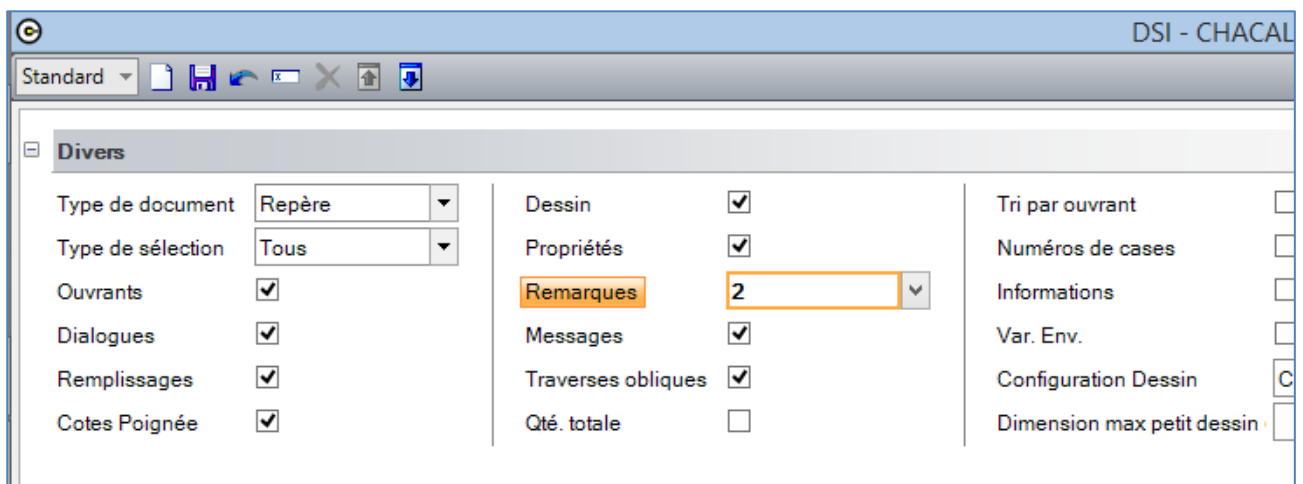 DSI - CHACAL
Standard
Divers
Type de document Repère
Type de sélection Tous
Ouvrants
Dialogues
Remplissages
Cotes Poignée
Dessin
Propriétés
Remarques 2
Messages
Traverses obliques
Qté. totale
Tri par ouvrant
Numéros de cases
Informations
Var. Env.
Configuration Dessin C
Dimension max petit dessin